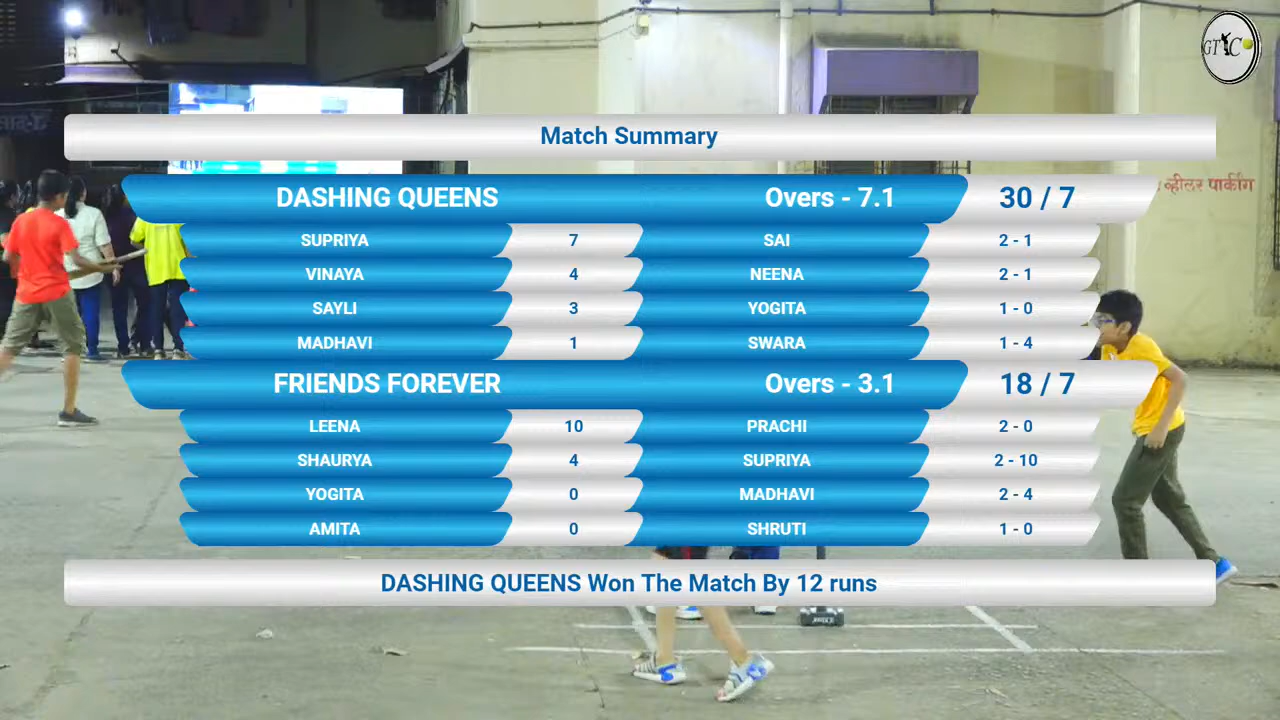 GTCC
Match Summary
DASHING QUEENS Overs - 7.1 30 / 7
SUPRIYA 7 SAI 2 - 1
VINAYA 4 NEENA 2 - 1
SAYLI 3 YOGITA 1 - 0
MADHAVI 1 SWARA 1 - 4
FRIENDS FOREVER Overs - 3.1 18 / 7
LEENA 10 PRACHI 2 - 0
SHAURYA 4 SUPRIYA 2 - 10
YOGITA 0 MADHAVI 2 - 4
AMITA 0 SHRUTI 1 - 0
DASHING QUEENS Won The Match By 12 runs
व्हीलर पार्कींग